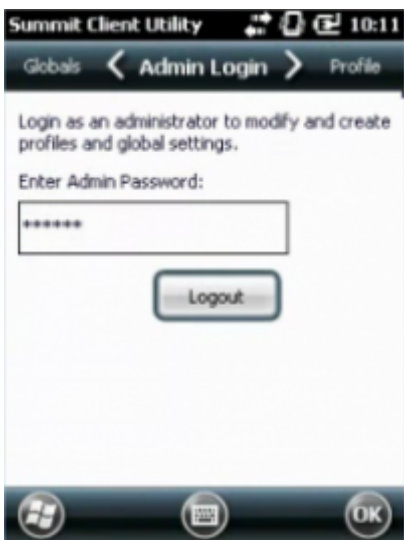 Summit Client Utility 10:11
Globals Admin Login Profile
Login as an administrator to modify and create
profiles and global settings.
Enter Admin Password:
******
Logout
OK